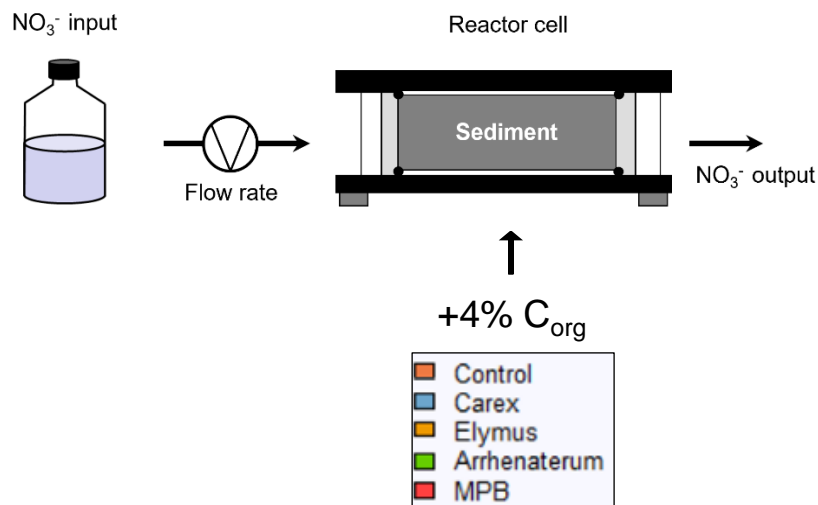 NO₃⁻ input
Reactor cell
Sediment
Flow rate
NO₃⁻ output
+4% Corg
Control
Carex
Elymus
Arrhenaterum
MPB